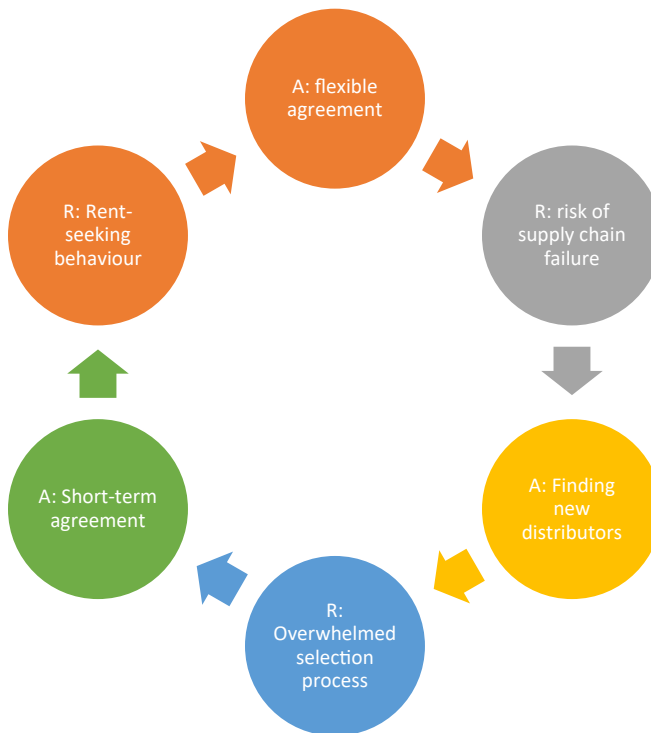 A: flexible
agreement
R: risk of
supply chain
failure
A: Finding
new
distributors
R:
Overwhelmed
selection
process
A: Short-term
agreement
R: Rent-
seeking
behaviour